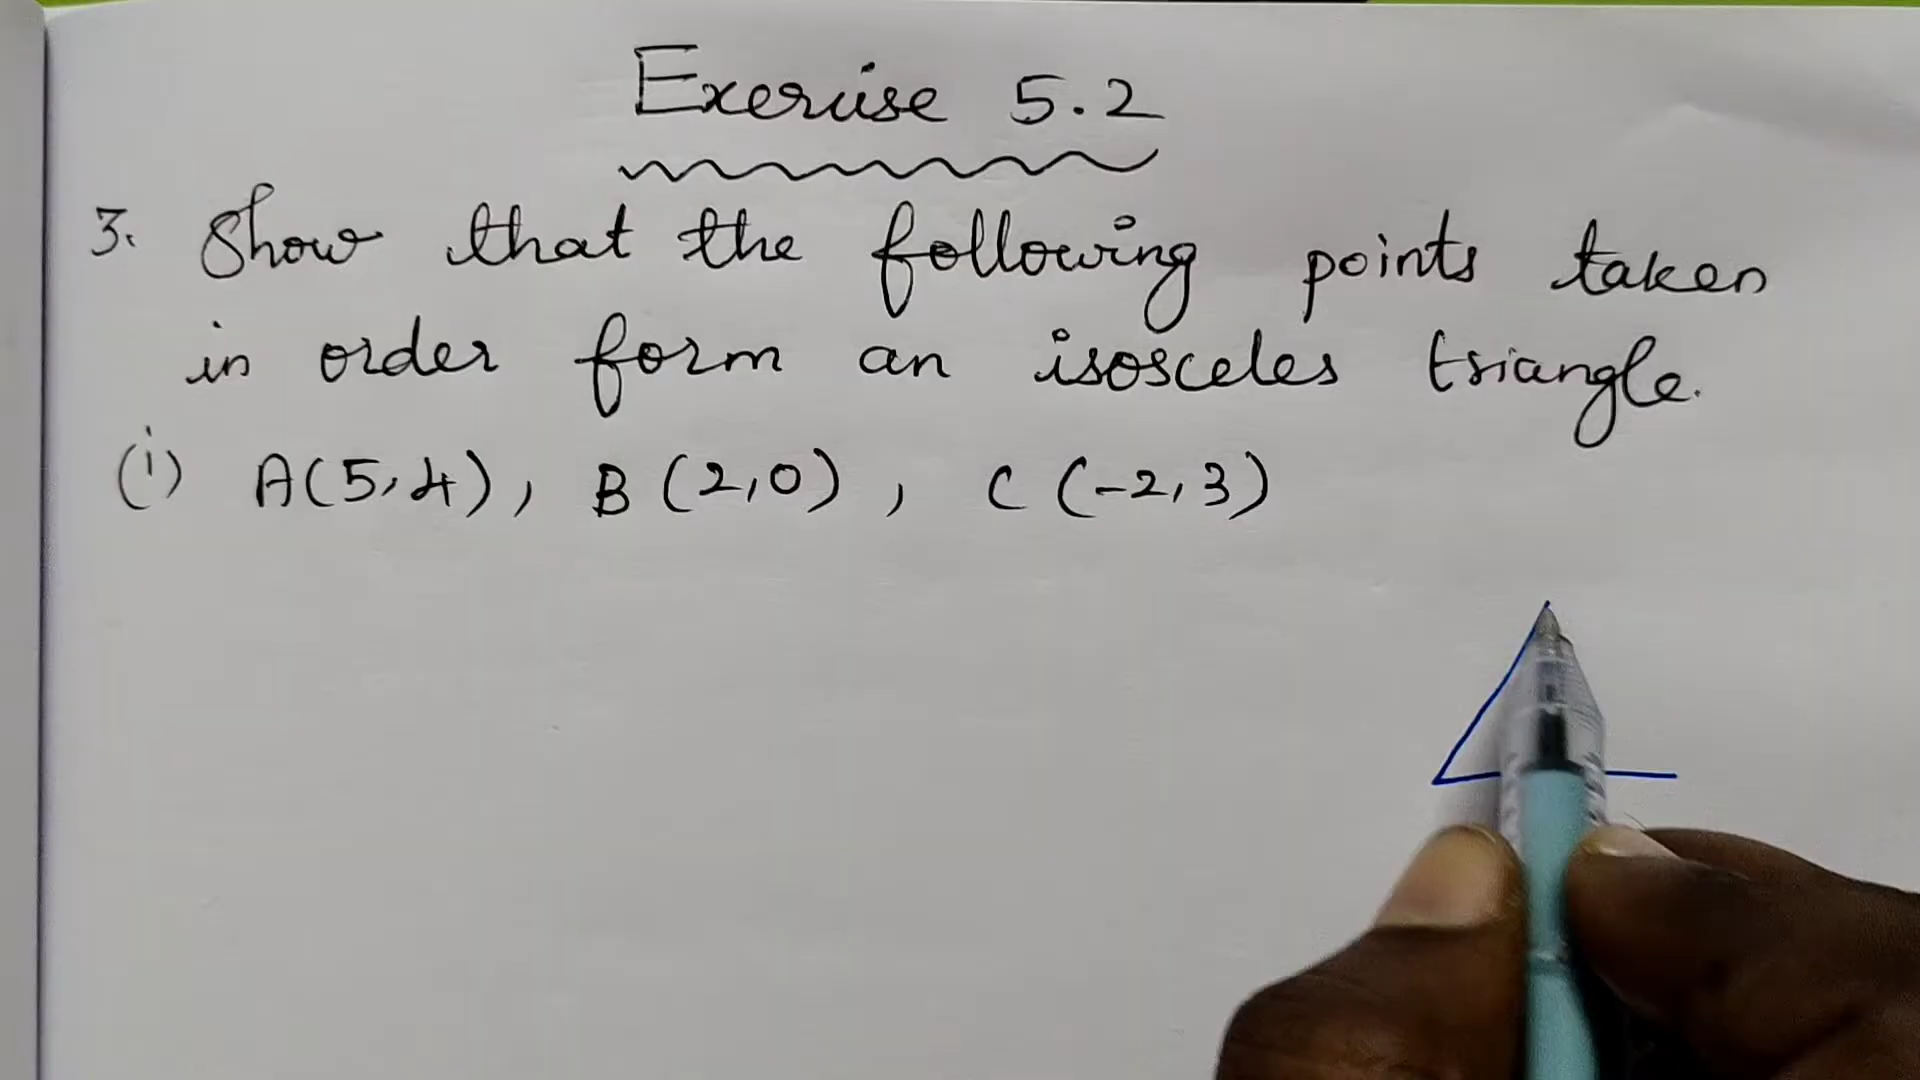 Exercise 5.2
3. Show that the following points taken
in order form an isosceles triangle.
(i) A(5,4), B(2,0), C(-2,3)